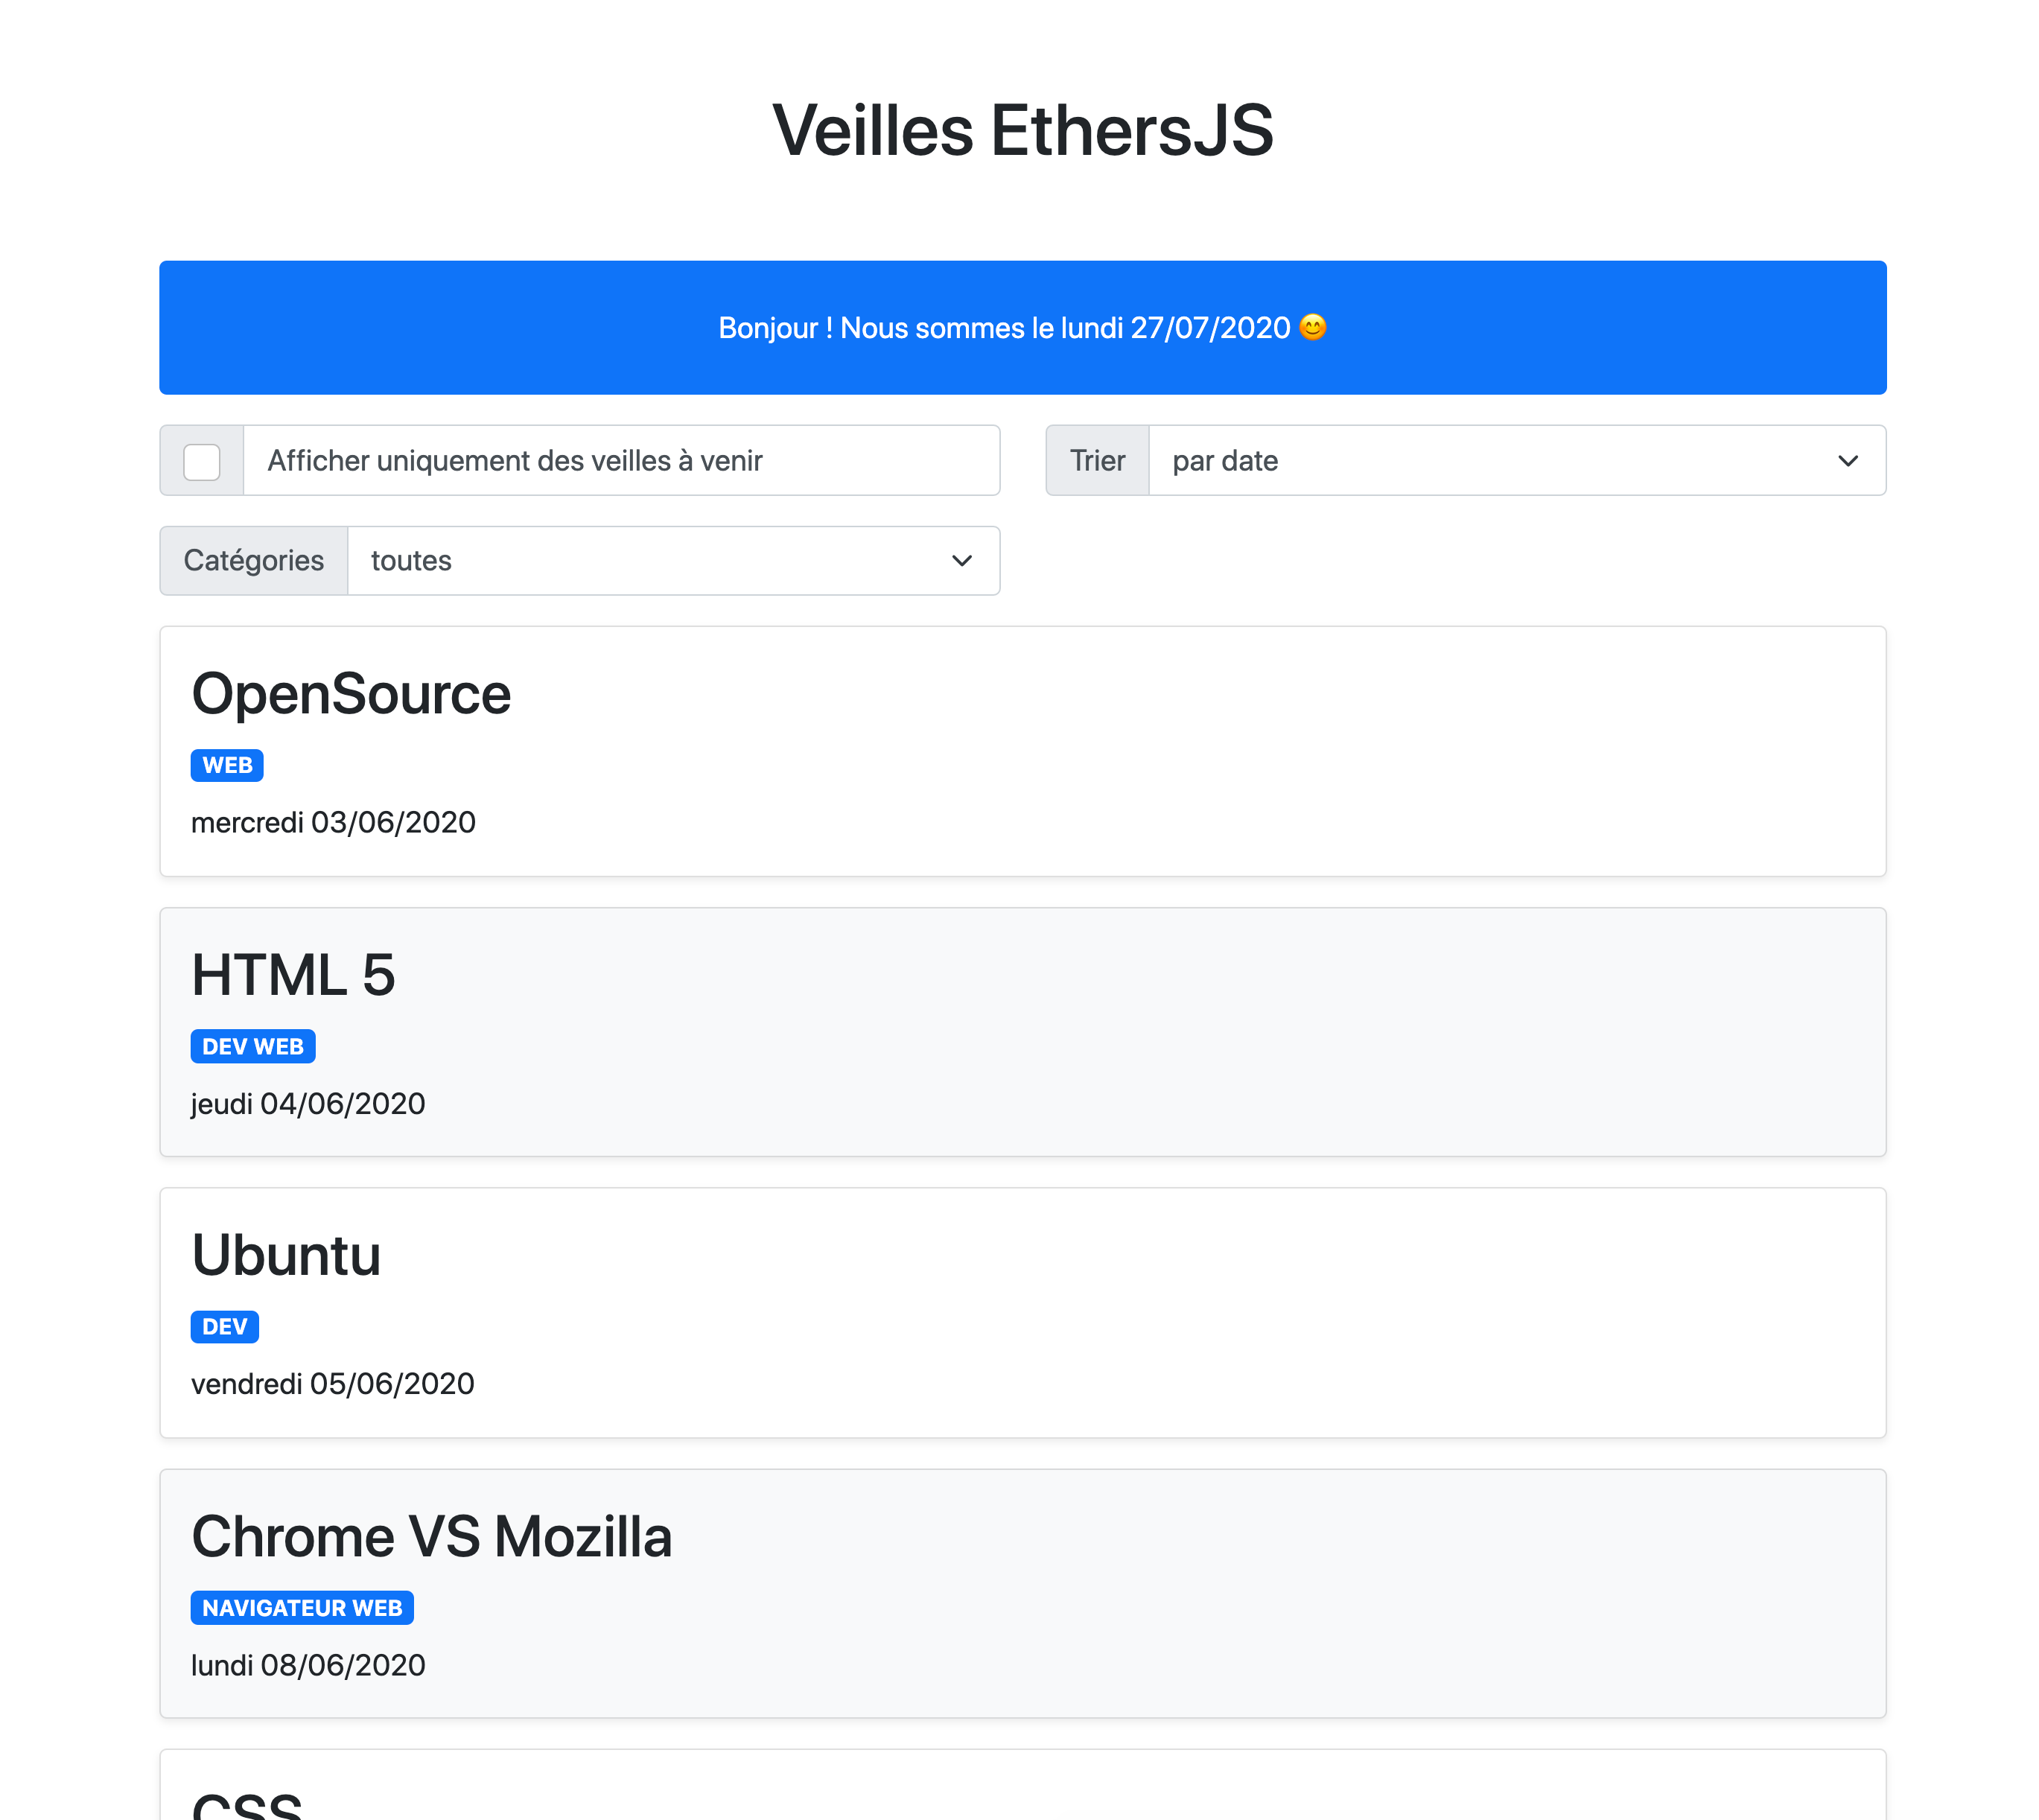 Veilles EthersJS
Bonjour ! Nous sommes le lundi 27/07/2020 😊
Afficher uniquement des veilles à venir
Trier par date
Catégories toutes
OpenSource
WEB
mercredi 03/06/2020
HTML 5
DEV WEB
jeudi 04/06/2020
Ubuntu
DEV
vendredi 05/06/2020
Chrome VS Mozilla
NAVIGATEUR WEB
lundi 08/06/2020
CSS